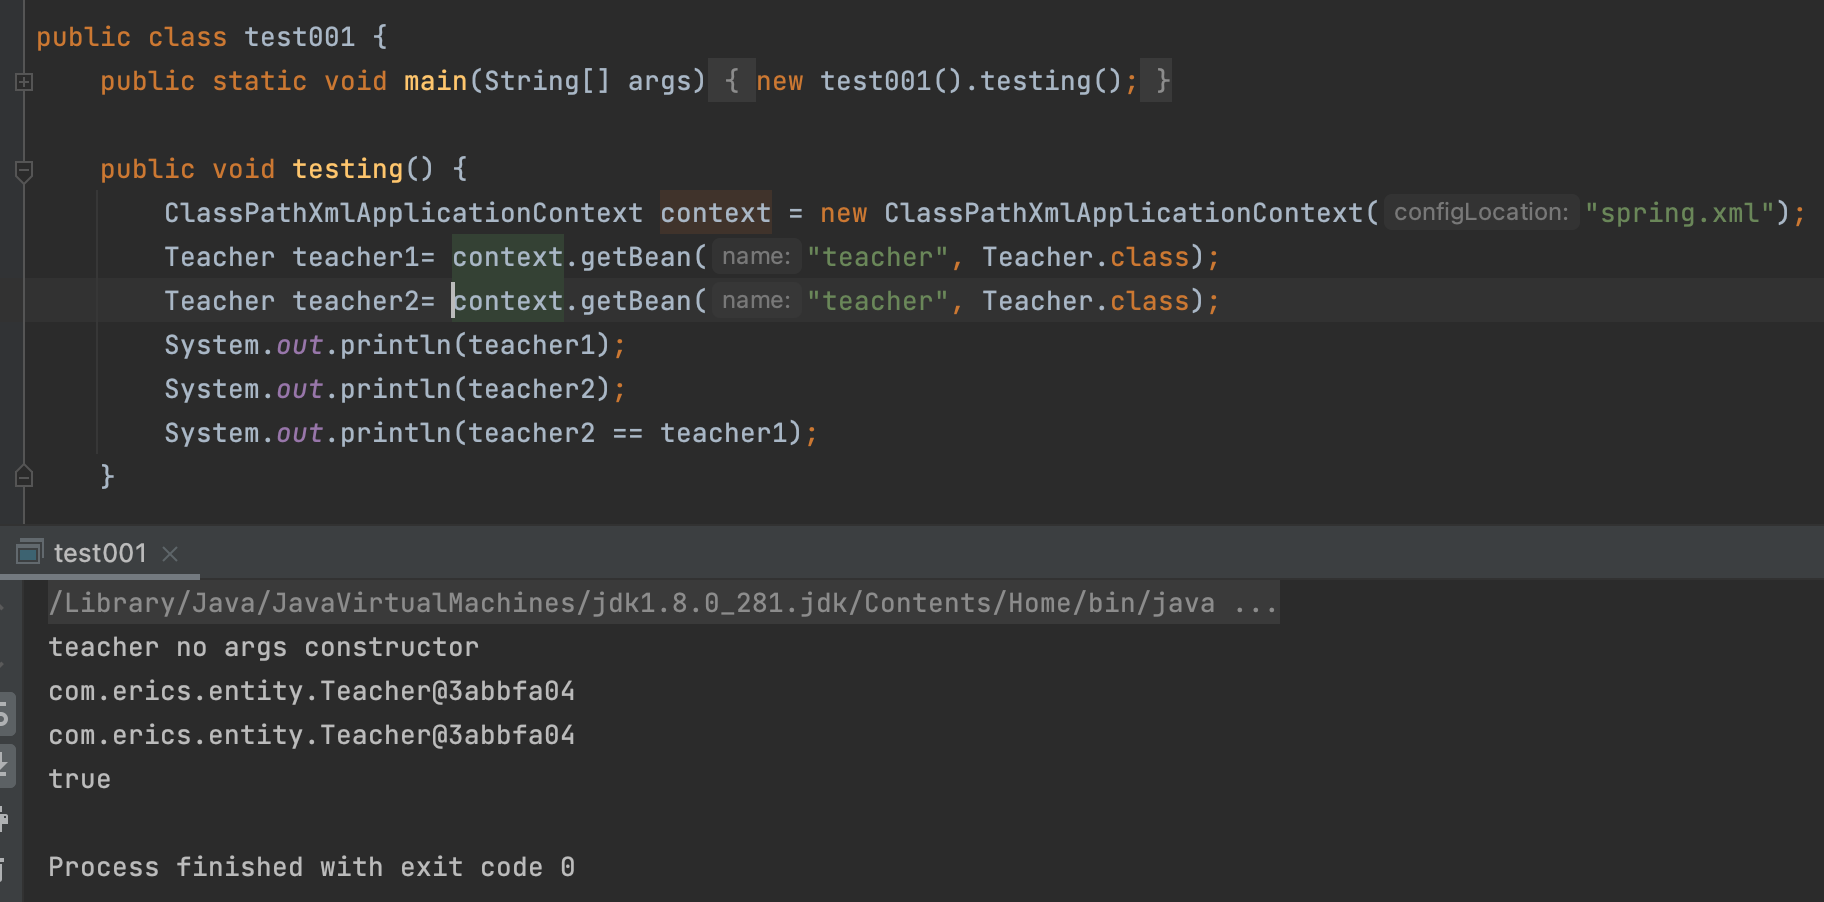 public class test001 {
public static void main(String[] args) { new test001().testing(); }
public void testing() {
ClassPathXmlApplicationContext context = new ClassPathXmlApplicationContext( configLocation: "spring.xml");
Teacher teacher1= context.getBean( name: "teacher", Teacher.class);
Teacher teacher2= context.getBean( name: "teacher", Teacher.class);
System.out.println(teacher1);
System.out.println(teacher2);
System.out.println(teacher2 == teacher1);
}
test001
/Library/Java/JavaVirtualMachines/jdk1.8.0_281.jdk/Contents/Home/bin/java ...
teacher no args constructor
com.erics.entity.Teacher@3abbfa04
com.erics.entity.Teacher@3abbfa04
true
Process finished with exit code 0